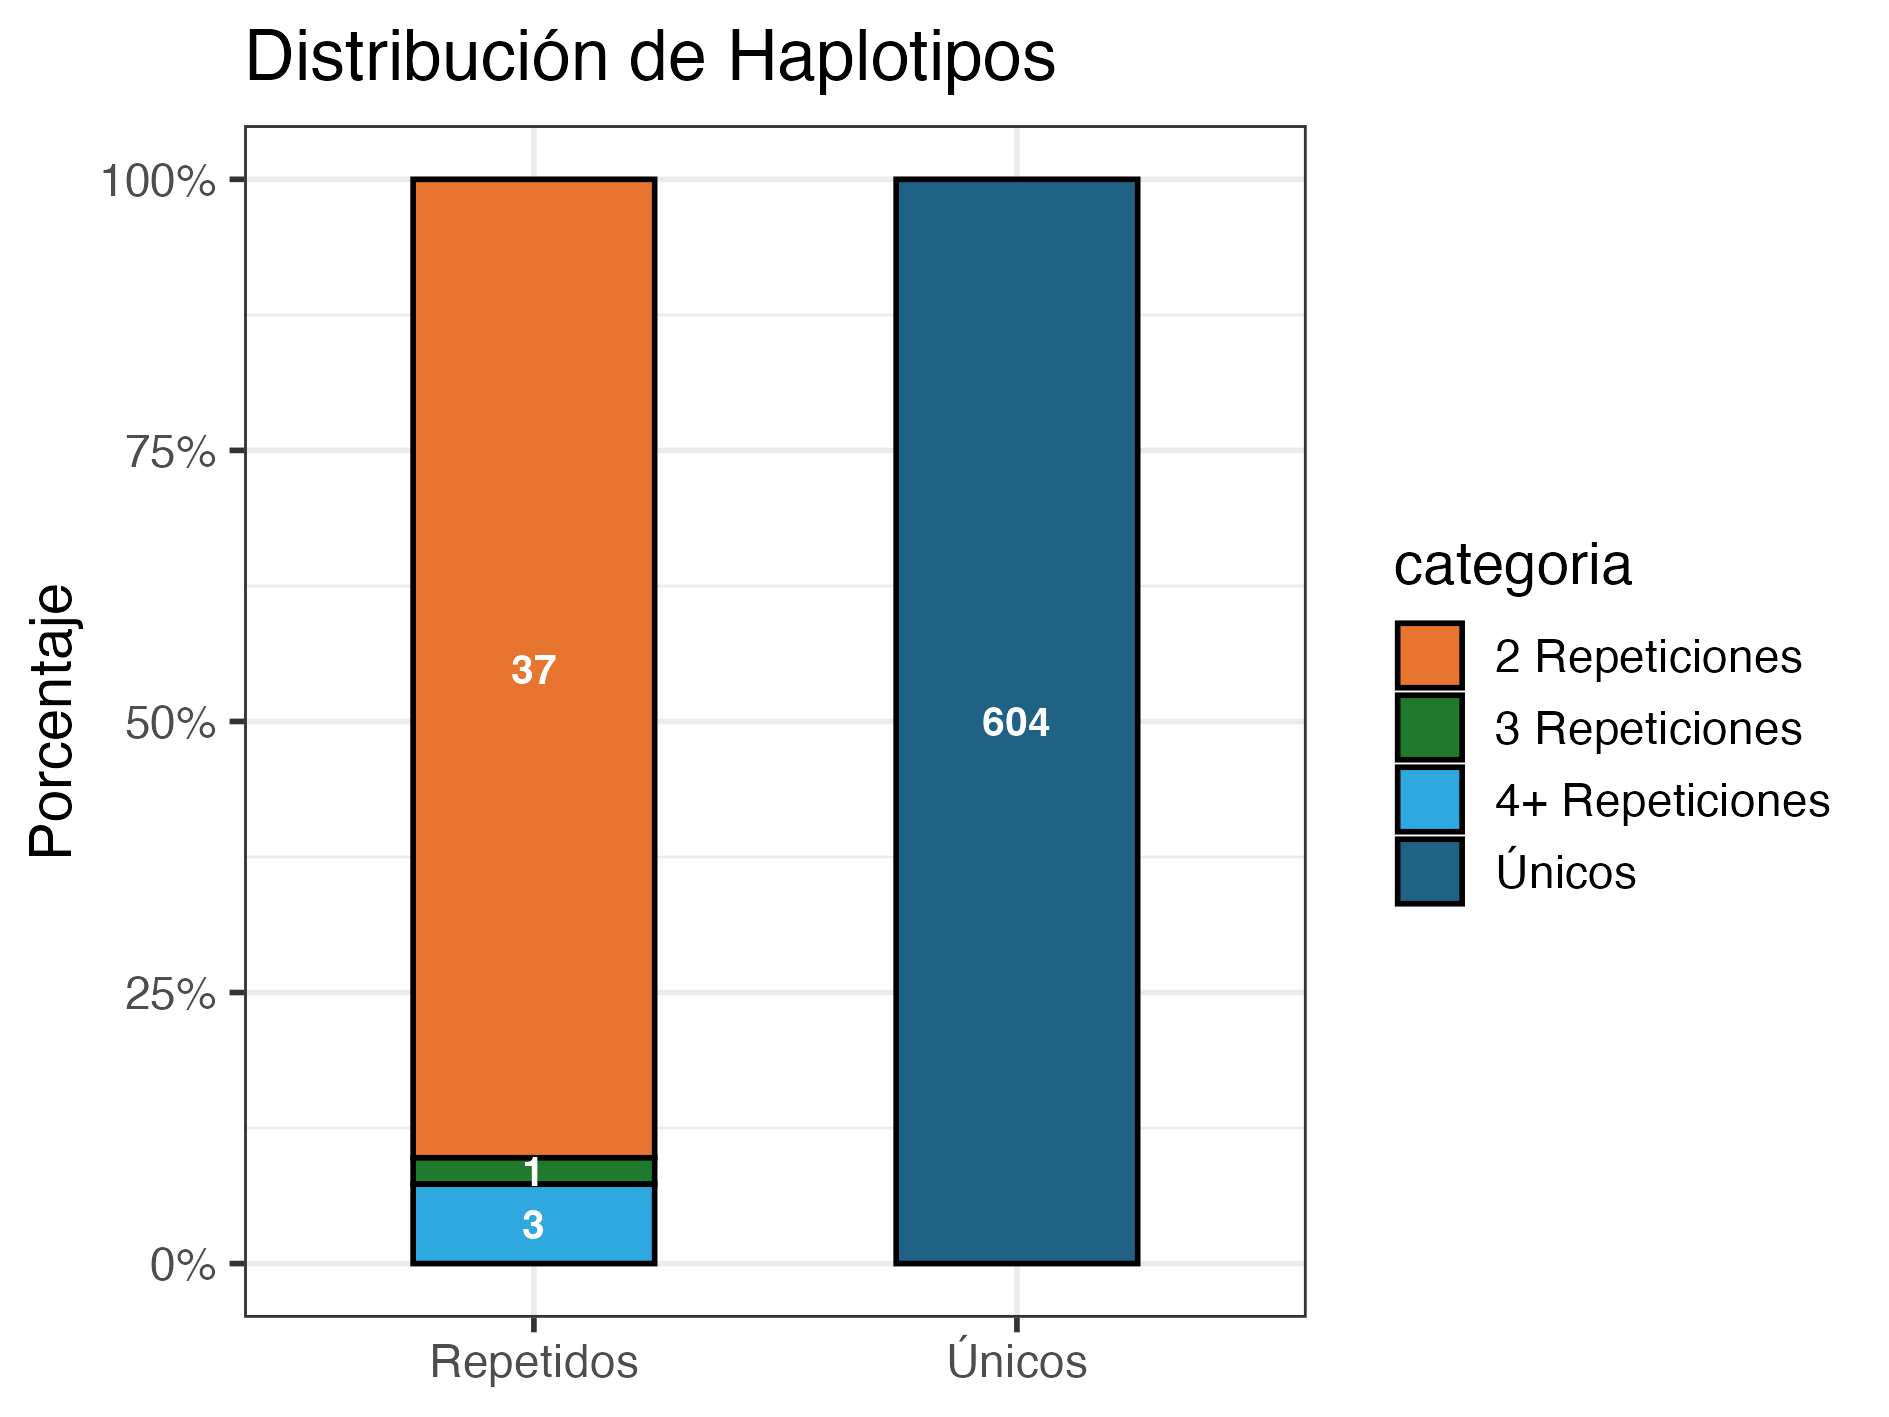 Distribución de Haplotipos
Porcentaje
100%
75%
50%
25%
0%
37
1
3
604
Repetidos
Únicos
categoria
2 Repeticiones
3 Repeticiones
4+ Repeticiones
Únicos